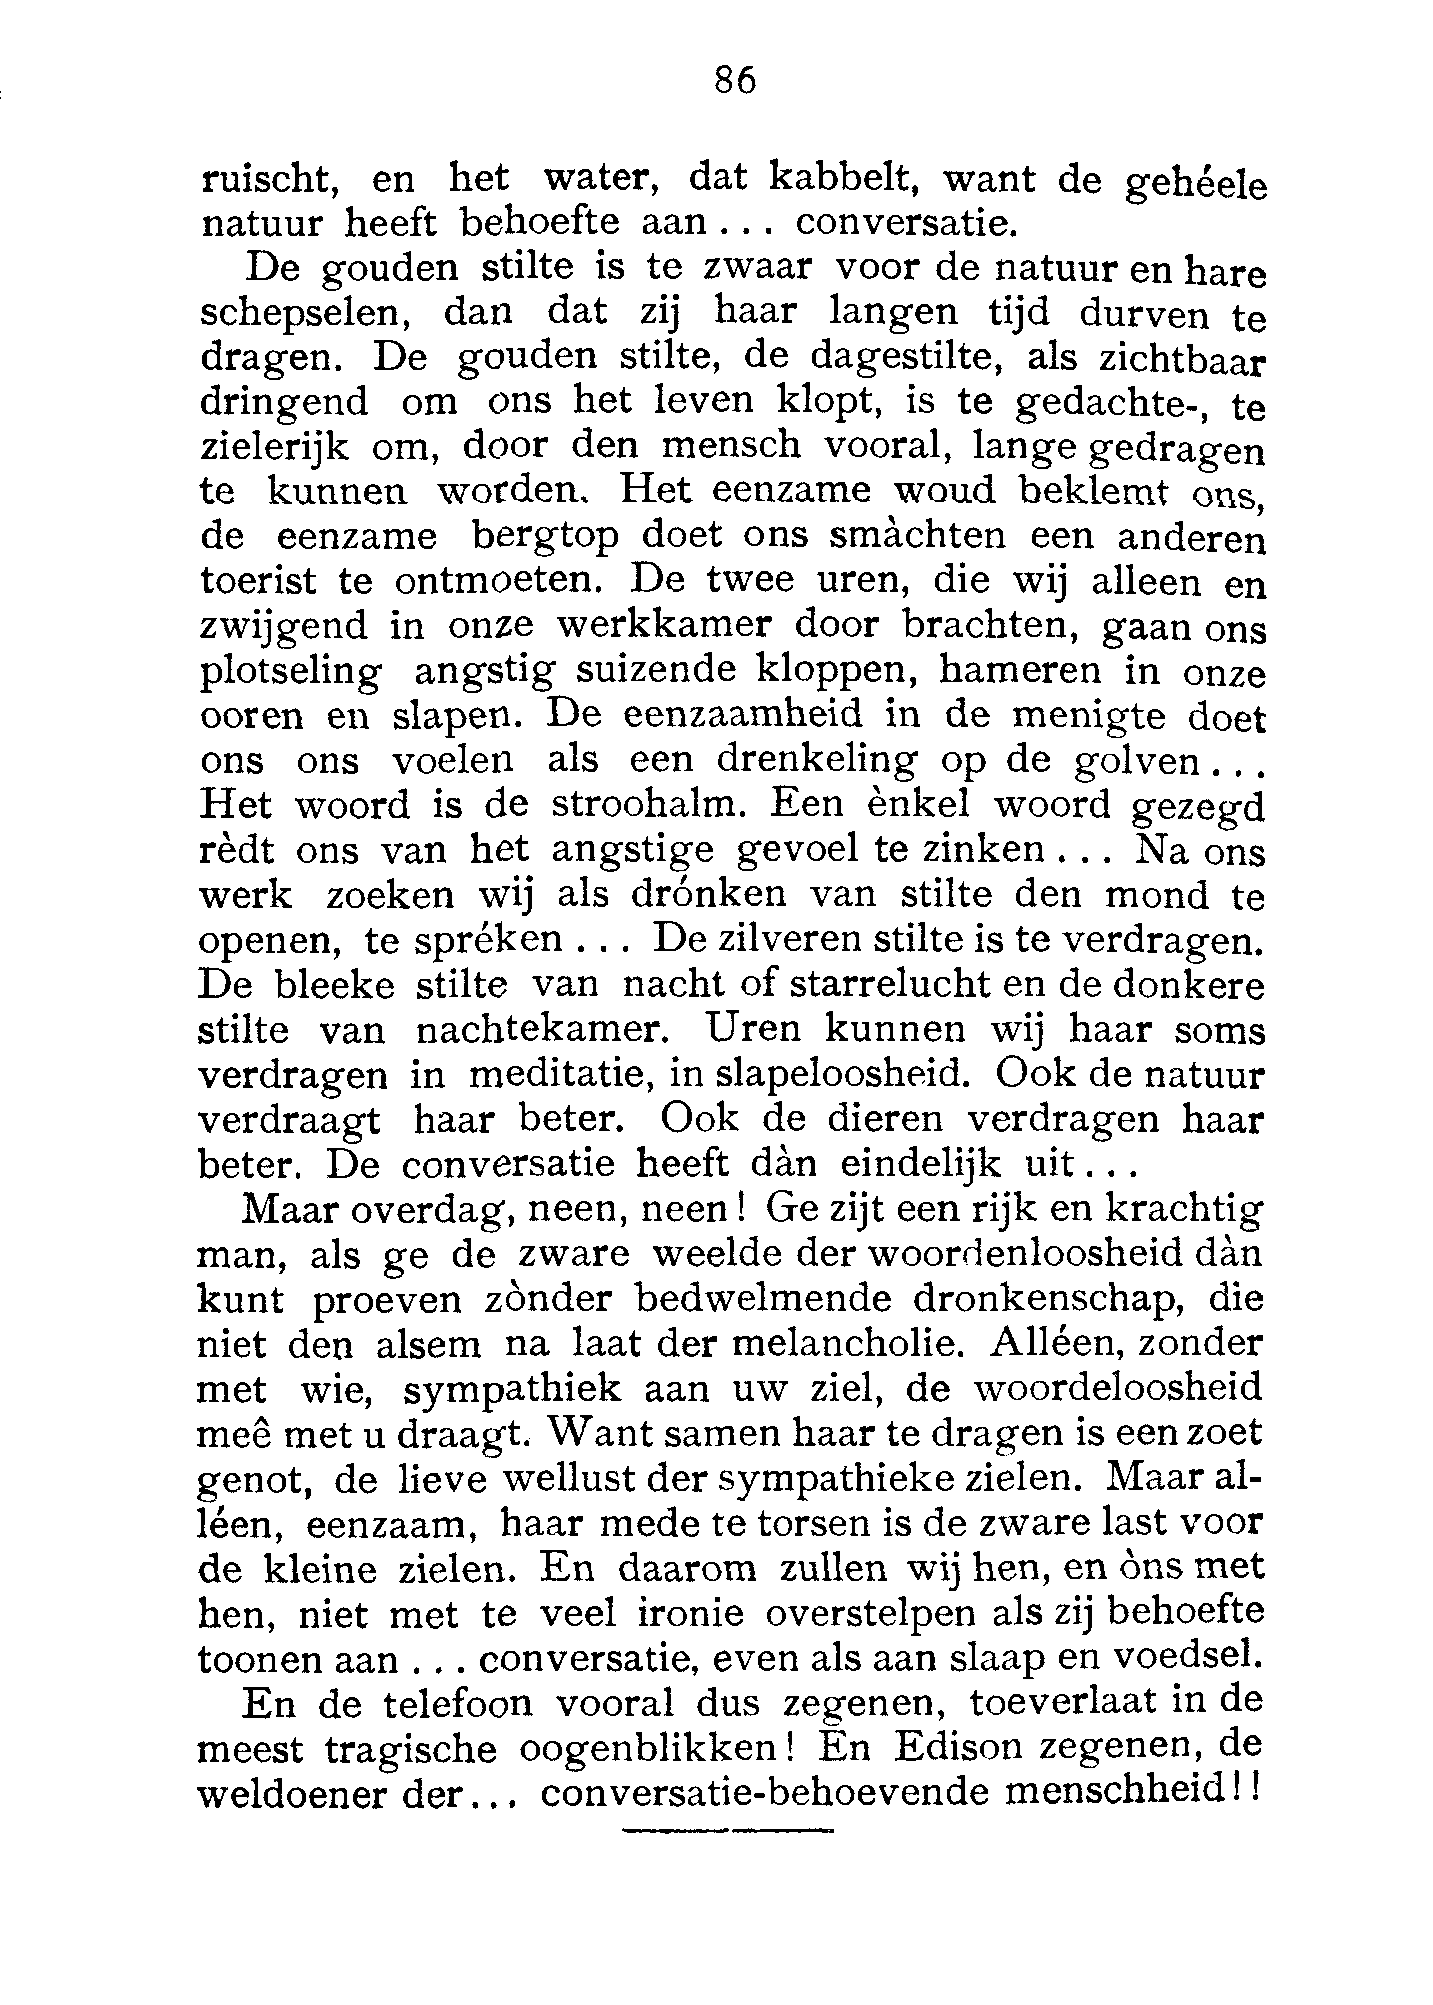 86
ruischt, en het water, dat kabbelt, want de gehéele
natuur heeft behoefte aan ... conversatie.
De gouden stilte is te zwaar voor de natuur en hare
schepselen, dan dat zij haar langen tijd durven te
dragen. De gouden stilte, de dagestilte, als zichtbaar
dringend om ons het leven klopt, is te gedachte-, te
zielerijk om, door den mensch vooral, lange gedragen
te kunnen worden. Het eenzame woud beklemt ons,
de eenzame bergtop doet ons smàchten een anderen
toerist te ontmoeten. De twee uren, die wij alleen en
zwijgend in onze werkkamer door brachten, gaan ons
plotseling angstig suizende kloppen, hameren in onze
ooren en slapen. De eenzaamheid in de menigte doet
ons ons voelen als een drenkeling op de golven ...
Het woord is de stroohalm. Een ènkel woord gezegd
rèdt ons van het angstige gevoel te zinken ... Na ons
werk zoeken wij als drónken van stilte den mond te
openen, te spréken ... De zilveren stilte is te verdragen.
De bleeke stilte van nacht of starrelucht en de donkere
stilte van nachtekamer. Uren kunnen wij haar soms
verdragen in meditatie, in slapeloosheid. Ook de natuur
verdraagt haar beter. Ook de dieren verdragen haar
beter. De conversatie heeft dàn eindelijk uit ...
Maar overdag, neen, neen! Ge zijt een rijk en krachtig
man, als ge de zware weelde der woordenloosheid dàn
kunt proeven zònder bedwelmende dronkenschap, die
niet den alsem na laat der melancholie. Alléen, zonder
met wie, sympathiek aan uw ziel, de woordeloosheid
meê met u draagt. Want samen haar te dragen is een zoet
genot, de lieve wellust der sympathieke zielen. Maar al-
léen, eenzaam, haar mede te torsen is de zware last voor
de kleine zielen. En daarom zullen wij hen, en òns met
hen, niet met te veel ironie overstelpen als zij behoefte
toonen aan ... conversatie, even als aan slaap en voedsel.
En de telefoon vooral dus zegenen, toeverlaat in de
meest tragische oogenblikken! En Edison zegenen, de
weldoener der... conversatie-behoevende menschheid!!